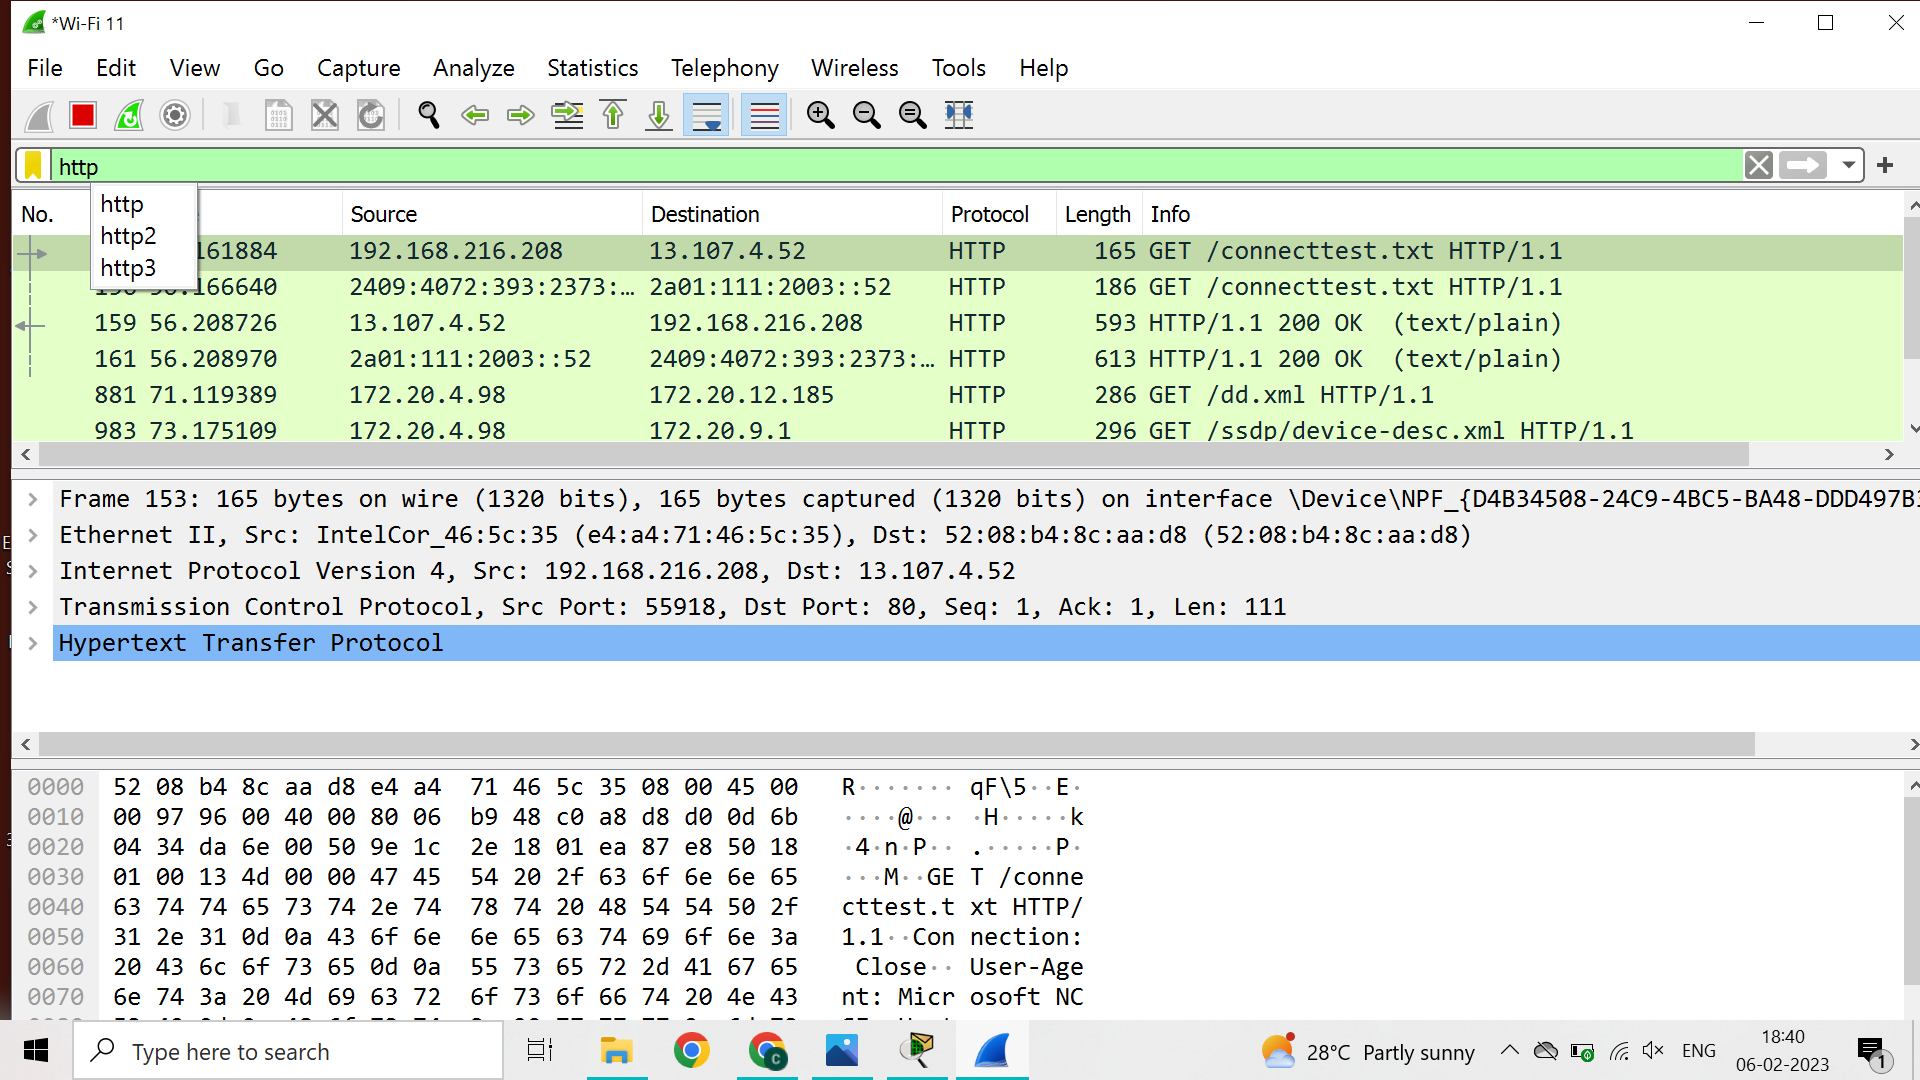 *Wi-Fi 11
File Edit View Go Capture Analyze Statistics Telephony Wireless Tools Help
http
http
http2
http3
No. Source Destination Protocol Length Info
161884 192.168.216.208 13.107.4.52 HTTP 165 GET /connecttest.txt HTTP/1.1
166640 2409:4072:393:2373:… 2a01:111:2003::52 HTTP 186 GET /connecttest.txt HTTP/1.1
159 56.208726 13.107.4.52 192.168.216.208 HTTP 593 HTTP/1.1 200 OK (text/plain)
161 56.208970 2a01:111:2003::52 2409:4072:393:2373:… HTTP 613 HTTP/1.1 200 OK (text/plain)
881 71.119389 172.20.4.98 172.20.12.185 HTTP 286 GET /dd.xml HTTP/1.1
983 73.175109 172.20.4.98 172.20.9.1 HTTP 296 GET /ssdp/device-desc.xml HTTP/1.1
Frame 153: 165 bytes on wire (1320 bits), 165 bytes captured (1320 bits) on interface \Device\NPF_{D4B34508-24C9-4BC5-BA48-DDD497B
Ethernet II, Src: IntelCor_46:5c:35 (e4:a4:71:46:5c:35), Dst: 52:08:b4:8c:aa:d8 (52:08:b4:8c:aa:d8)
Internet Protocol Version 4, Src: 192.168.216.208, Dst: 13.107.4.52
Transmission Control Protocol, Src Port: 55918, Dst Port: 80, Seq: 1, Ack: 1, Len: 111
Hypertext Transfer Protocol
0000 52 08 b4 8c aa d8 e4 a4 71 46 5c 35 08 00 45 00 R······· qF\5··E·
0010 00 97 96 00 40 00 80 06 b9 48 c0 a8 d8 d0 0d 6b ····@··· ·H·····k
0020 04 34 da 6e 00 50 9e 1c 2e 18 01 ea 87 e8 50 18 ·4·n·P·· .·····P·
0030 01 00 13 4d 00 00 47 45 54 20 2f 63 6f 6e 6e 65 ···M··GE T /conne
0040 63 74 74 65 73 74 2e 74 78 74 20 48 54 54 50 2f cttest.t xt HTTP/
0050 31 2e 31 0d 0a 43 6f 6e 6e 65 63 74 69 6f 6e 3a 1.1··Con nection:
0060 20 43 6c 6f 73 65 0d 0a 55 73 65 72 2d 41 67 65 Close·· User-Age
0070 6e 74 3a 20 4d 69 63 72 6f 73 6f 66 74 20 4e 43 nt: Micr osoft NC
Type here to search
28°C Partly sunny
ENG
18:40
06-02-2023
1